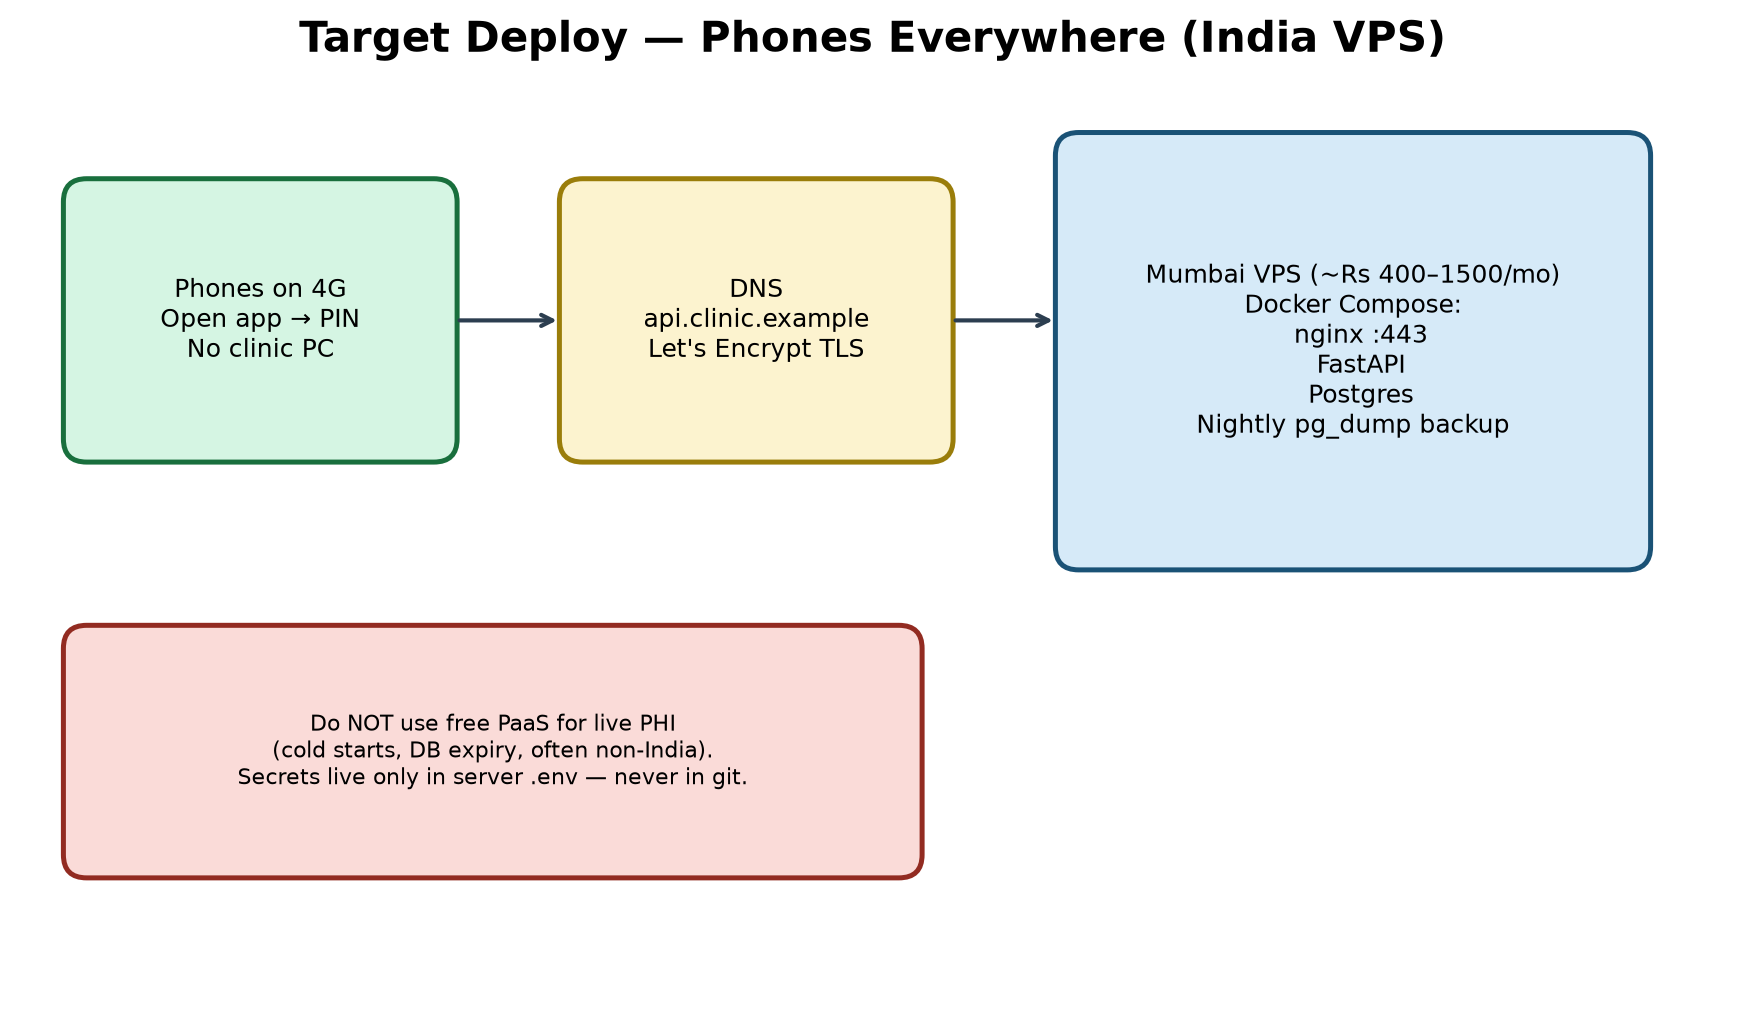 Target Deploy — Phones Everywhere (India VPS)
Phones on 4G
Open app → PIN
No clinic PC
DNS
api.clinic.example
Let's Encrypt TLS
Mumbai VPS (~Rs 400–1500/mo)
Docker Compose:
nginx :443
FastAPI
Postgres
Nightly pg_dump backup
Do NOT use free PaaS for live PHI
(cold starts, DB expiry, often non-India).
Secrets live only in server .env — never in git.